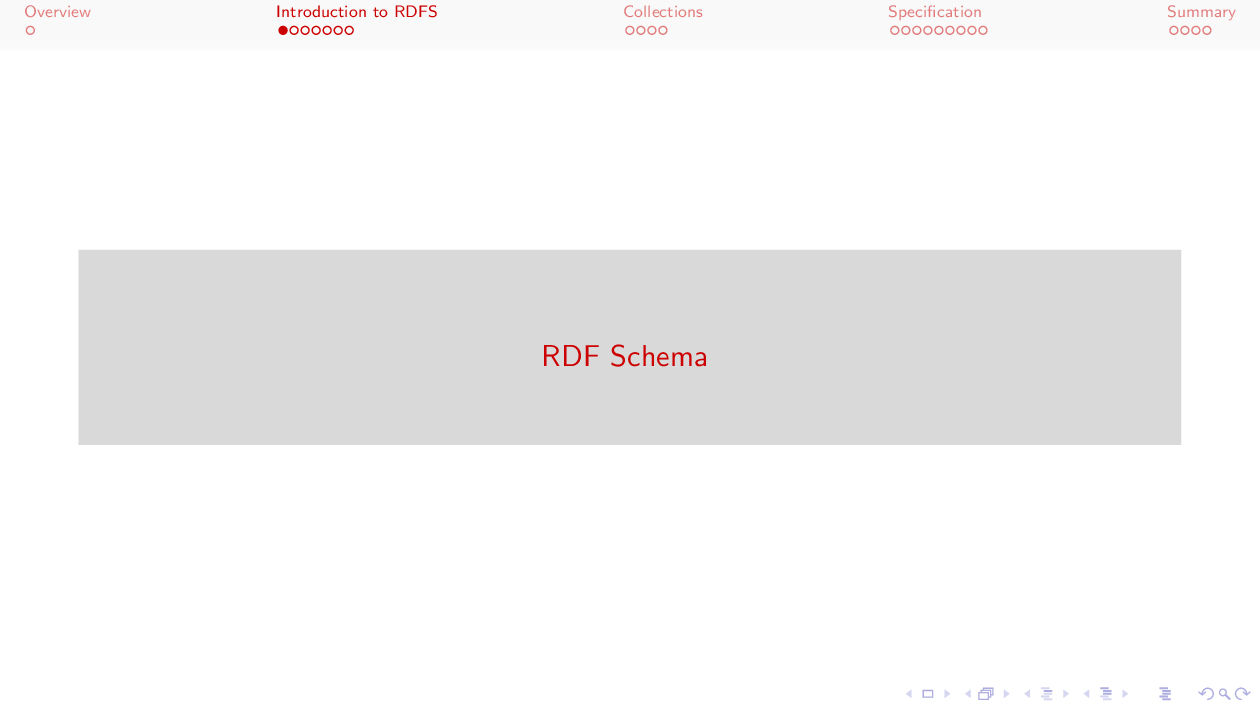 Overview
Introduction to RDFS
Collections
Specification
Summary
RDF Schema